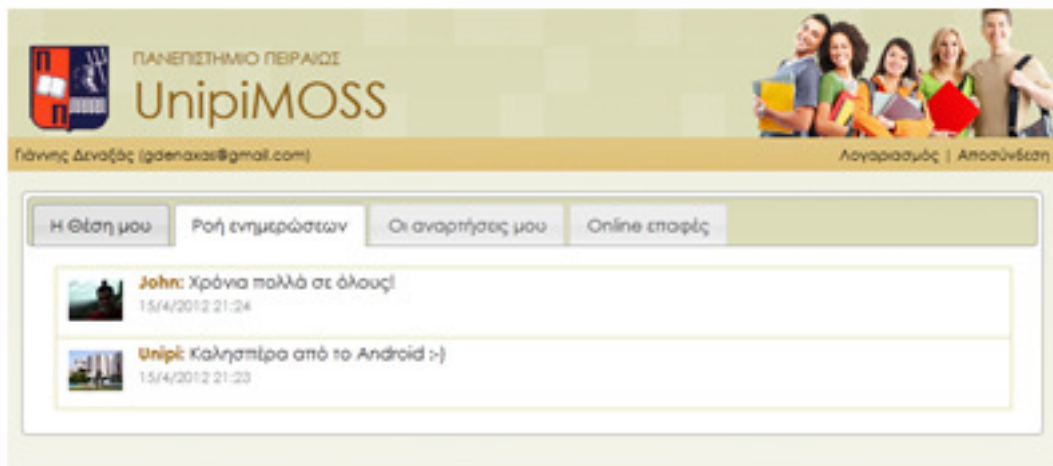 ΠΑΝΕΠΙΣΤΗΜΙΟ ΠΕΙΡΑΙΩΣ
UnipiMOSS
Γιάννης Δεναξάς (gdenaxas@gmail.com)
Λογαριασμός | Αποσύνδεση
Η Θέση μου
Ροή ενημερώσεων
Οι αναρτήσεις μου
Online επαφές
John: Χρόνια πολλά σε όλους!
15/4/2012 21:24
Unipi: Καλησπέρα από το Android :-)
15/4/2012 21:23